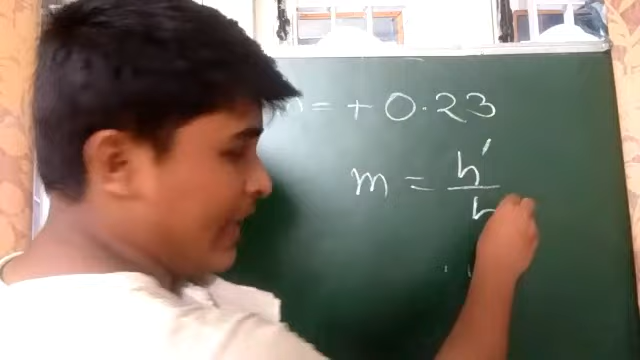 = + 0.23
m = h'/h